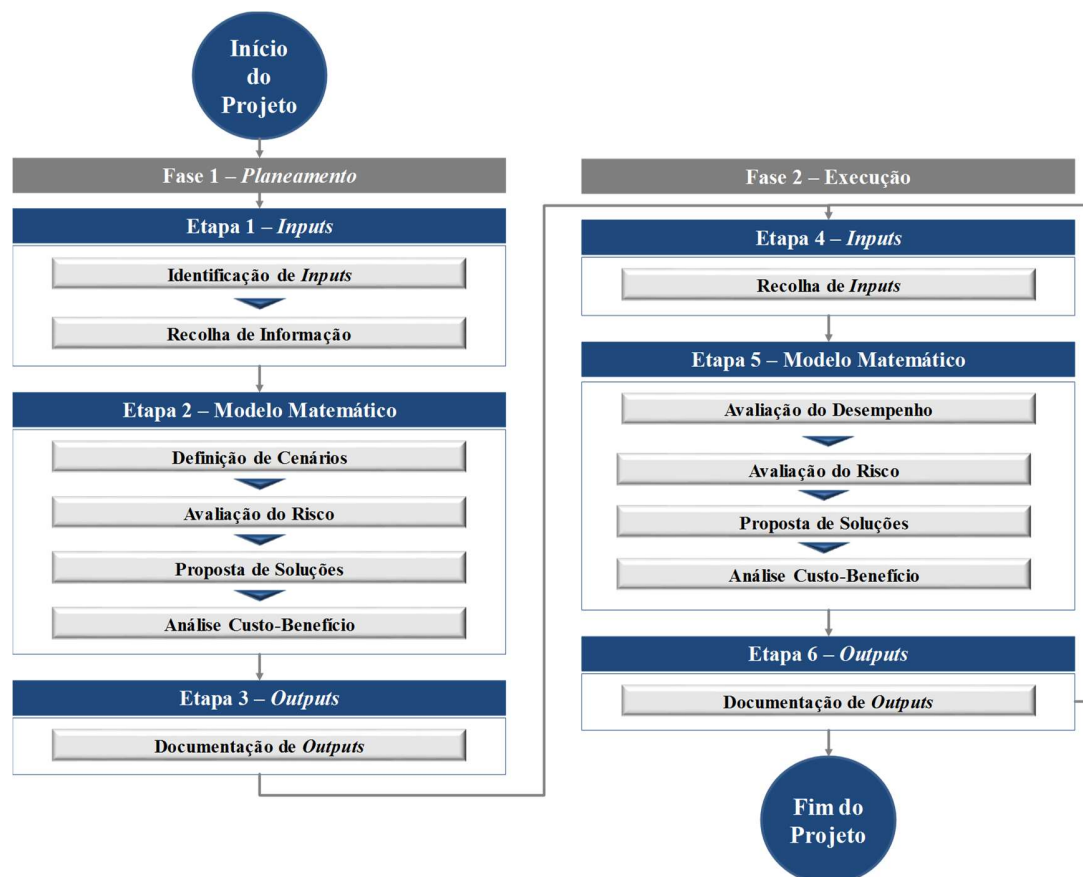 Início
do
Projeto
Fase 1 – Planeamento
Etapa 1 – Inputs
Identificação de Inputs
Recolha de Informação
Etapa 2 – Modelo Matemático
Definição de Cenários
Avaliação do Risco
Proposta de Soluções
Análise Custo-Benefício
Etapa 3 – Outputs
Documentação de Outputs
Fase 2 – Execução
Etapa 4 – Inputs
Recolha de Inputs
Etapa 5 – Modelo Matemático
Avaliação do Desempenho
Avaliação do Risco
Proposta de Soluções
Análise Custo-Benefício
Etapa 6 – Outputs
Documentação de Outputs
Fim do
Projeto